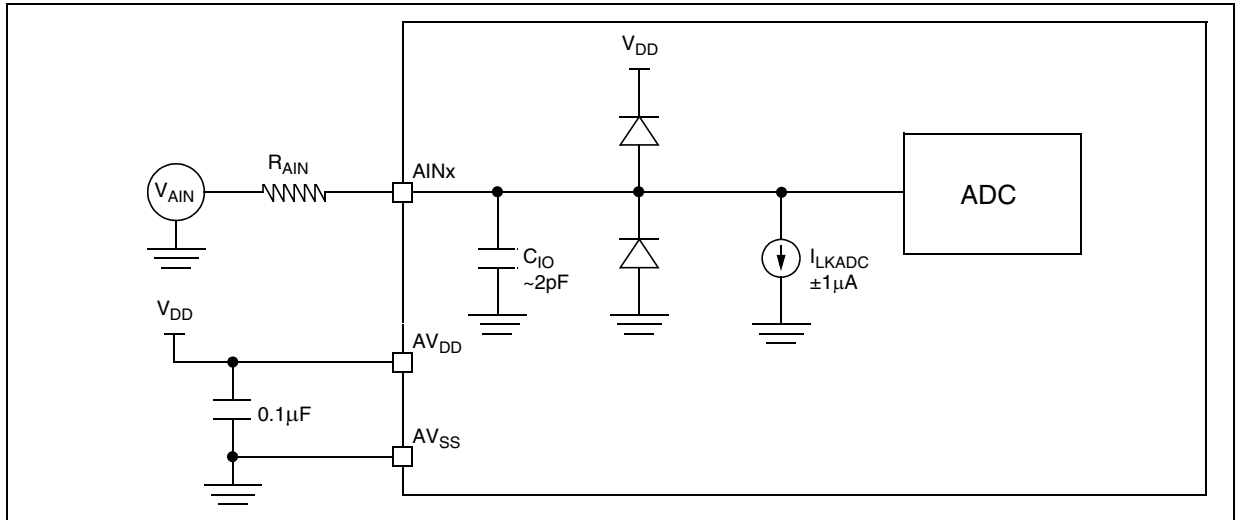 V_DD
R_AIN
AINx
V_AIN
ADC
C_IO
~2pF
I_LKADC
±1μA
V_DD
AV_DD
0.1μF
AV_SS